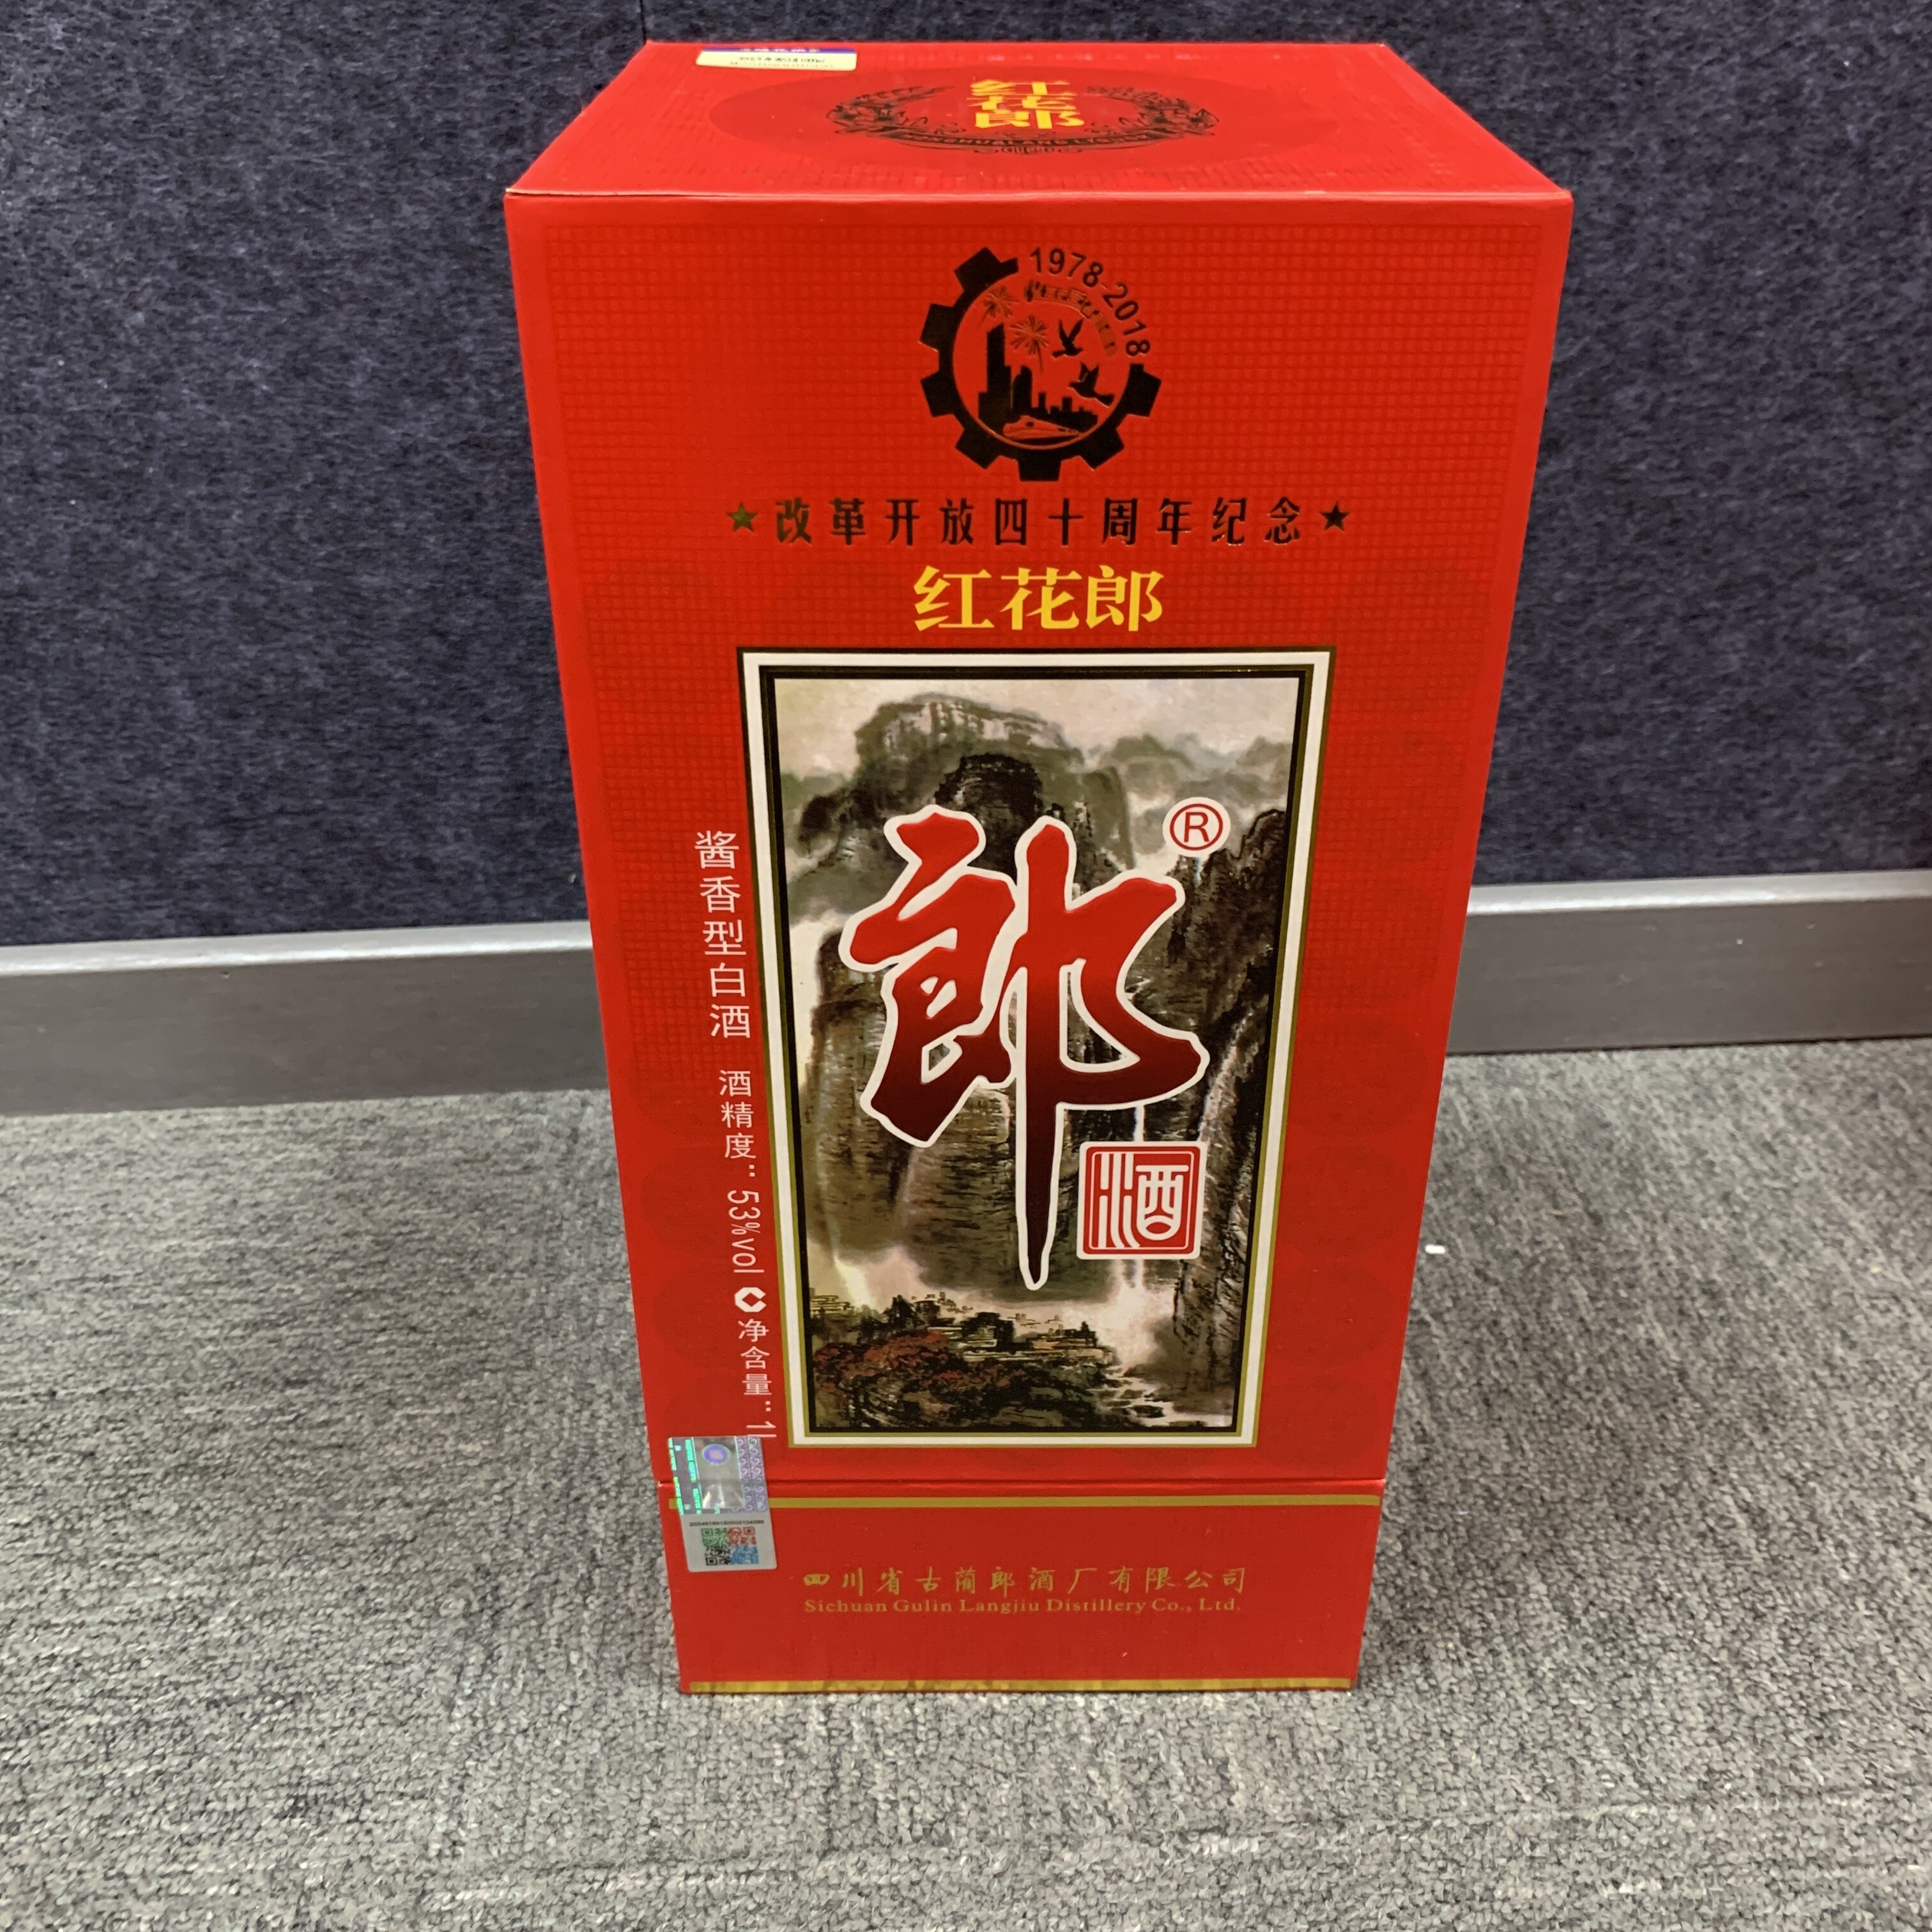 红
花
郎
1978-2018
★改革开放四十周年纪念★
红花郎
郎®
酒
酱香型白酒 酒精度:53%vol 净含量:1L
四川省古蔺郎酒厂有限公司
Sichuan Gulin Langjiu Distillery Co., Ltd.